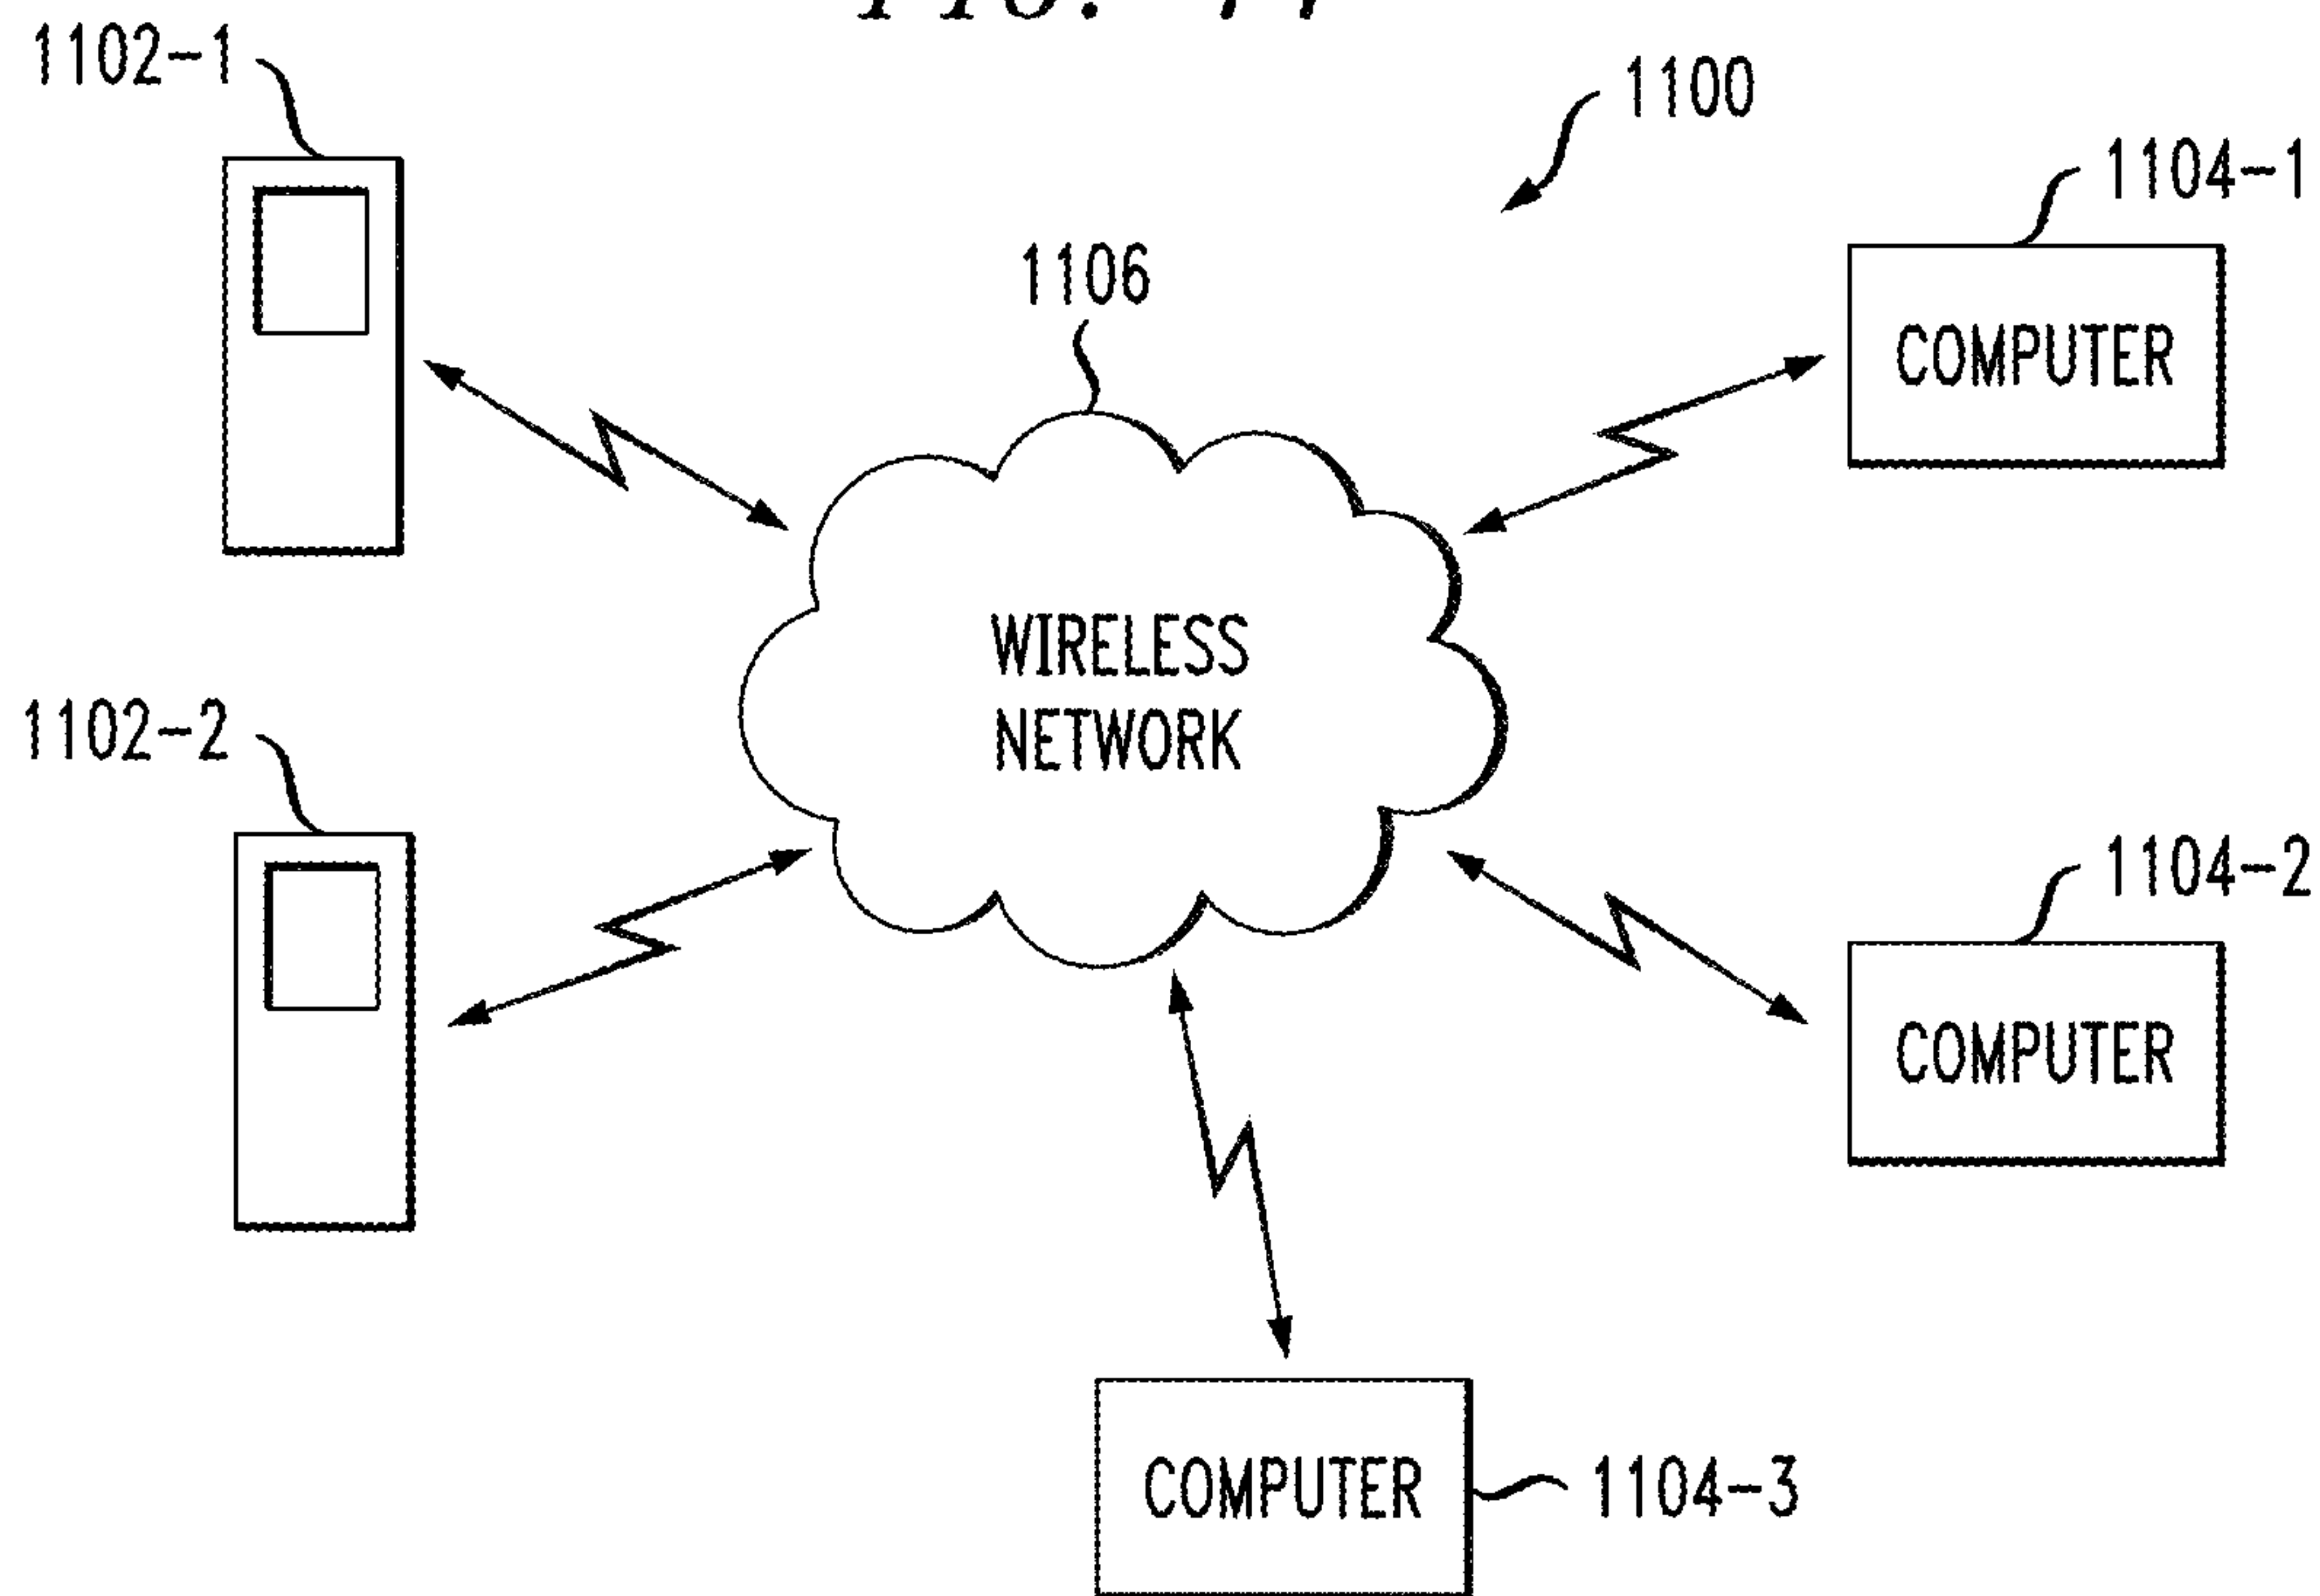 1102-1
1100
1104-1
1106
COMPUTER
WIRELESS
NETWORK
1102-2
1104-2
COMPUTER
COMPUTER
1104-3